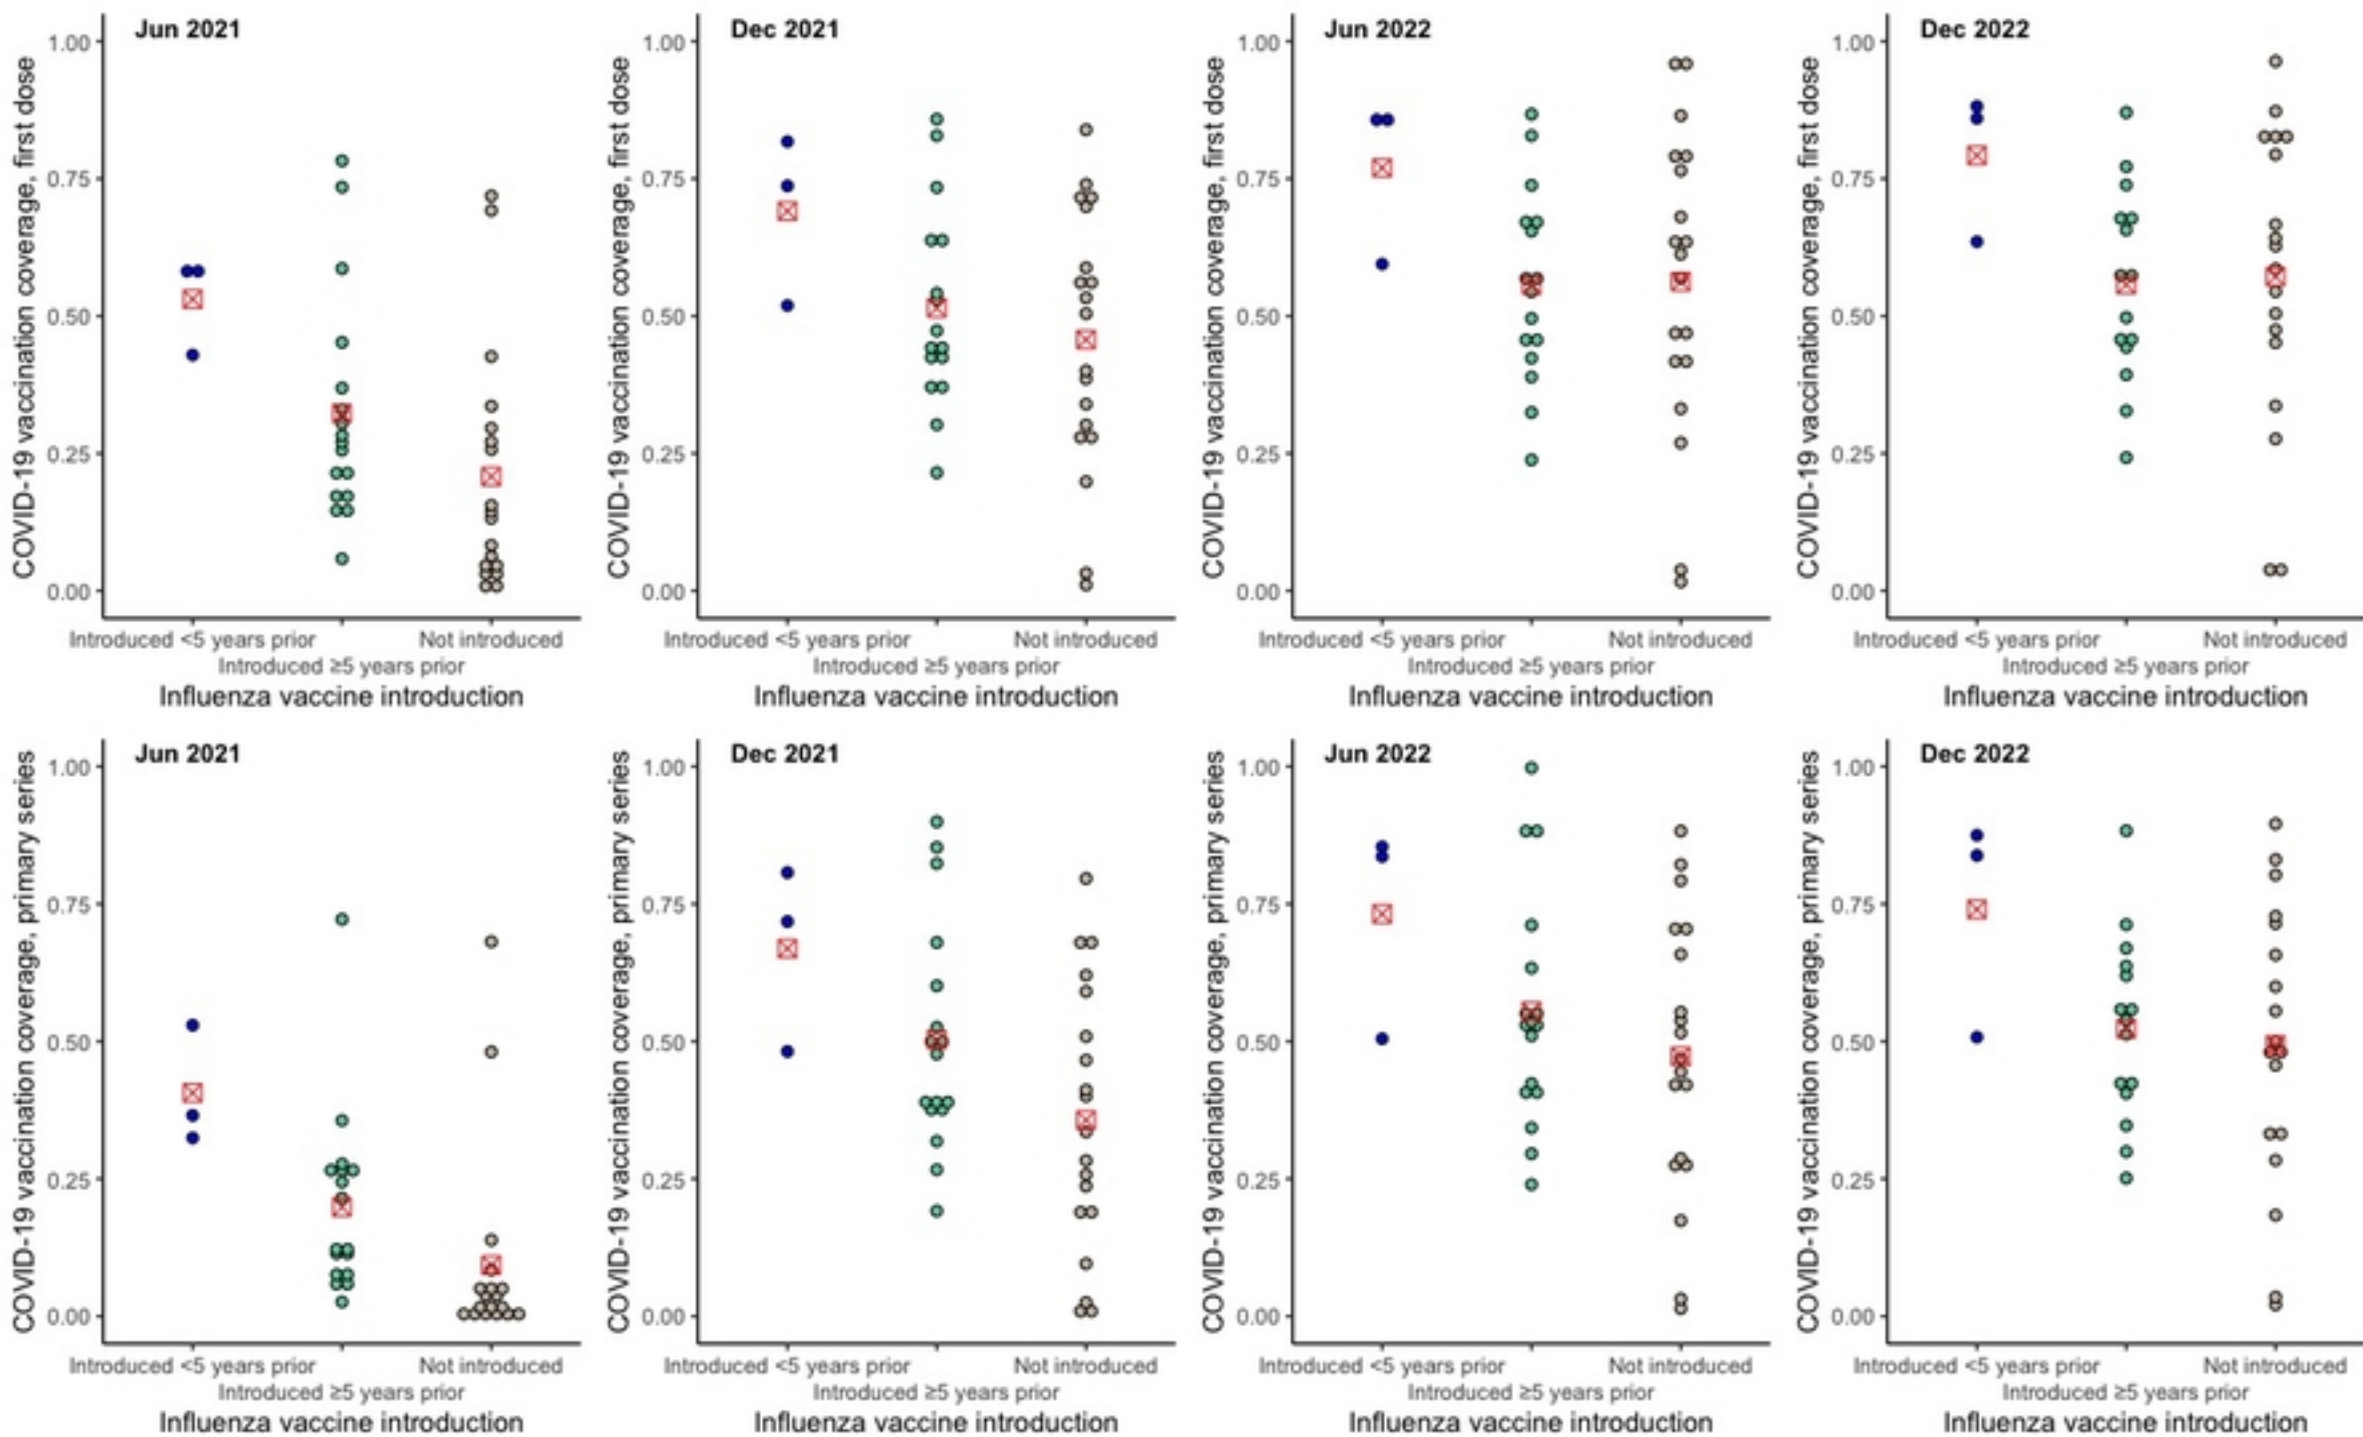 Jun 2021
COVID-19 vaccination coverage, first dose
1.00
0.75
0.50
0.25
0.00
Introduced <5 years prior
Introduced ≥5 years prior
Not introduced
Influenza vaccine introduction
Dec 2021
COVID-19 vaccination coverage, first dose
1.00
0.75
0.50
0.25
0.00
Introduced <5 years prior
Introduced ≥5 years prior
Not introduced
Influenza vaccine introduction
Jun 2022
COVID-19 vaccination coverage, first dose
1.00
0.75
0.50
0.25
0.00
Introduced <5 years prior
Introduced ≥5 years prior
Not introduced
Influenza vaccine introduction
Dec 2022
COVID-19 vaccination coverage, first dose
1.00
0.75
0.50
0.25
0.00
Introduced <5 years prior
Introduced ≥5 years prior
Not introduced
Influenza vaccine introduction
Jun 2021
COVID-19 vaccination coverage, primary series
1.00
0.75
0.50
0.25
0.00
Introduced <5 years prior
Introduced ≥5 years prior
Not introduced
Influenza vaccine introduction
Dec 2021
COVID-19 vaccination coverage, primary series
1.00
0.75
0.50
0.25
0.00
Introduced <5 years prior
Introduced ≥5 years prior
Not introduced
Influenza vaccine introduction
Jun 2022
COVID-19 vaccination coverage, primary series
1.00
0.75
0.50
0.25
0.00
Introduced <5 years prior
Introduced ≥5 years prior
Not introduced
Influenza vaccine introduction
Dec 2022
COVID-19 vaccination coverage, primary series
1.00
0.75
0.50
0.25
0.00
Introduced <5 years prior
Introduced ≥5 years prior
Not introduced
Influenza vaccine introduction